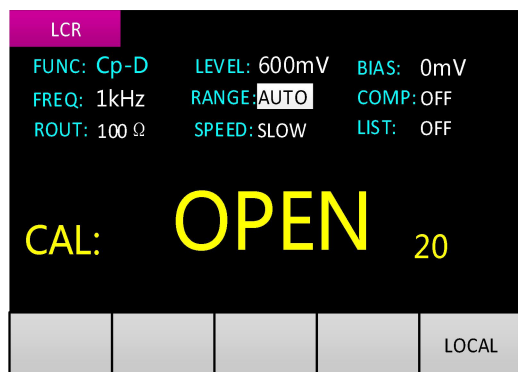 LCR
FUNC: Cp-D LEVEL: 600mV BIAS: 0mV
FREQ: 1kHz RANGE: AUTO COMP: OFF
ROUT: 100 Ω SPEED: SLOW LIST: OFF
CAL: OPEN 20
LOCAL